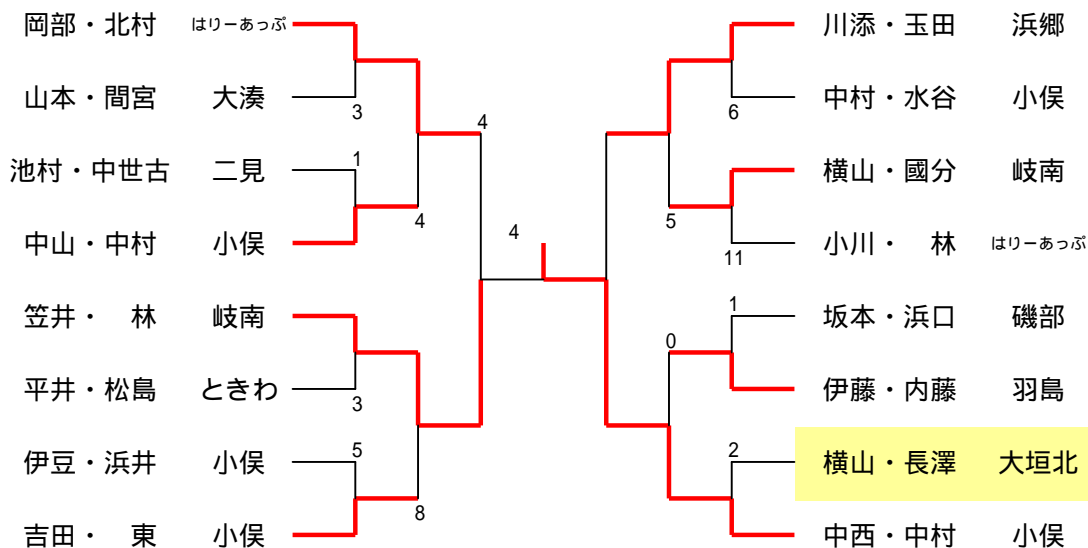 岡部・北村 はりーあっぷ
山本・間宮 大湊
3
4
1
池村・中世古 二見
中山・中村 小俣
4
4
笠井・　林 岐南
平井・松島 ときわ
3
5
伊豆・浜井 小俣
吉田・　東 小俣
8
川添・玉田 浜郷
中村・水谷 小俣
6
横山・國分 岐南
5
小川・　林 はりーあっぷ
11
1
坂本・浜口 磯部
0
伊藤・内藤 羽島
2
横山・長澤 大垣北
中西・中村 小俣